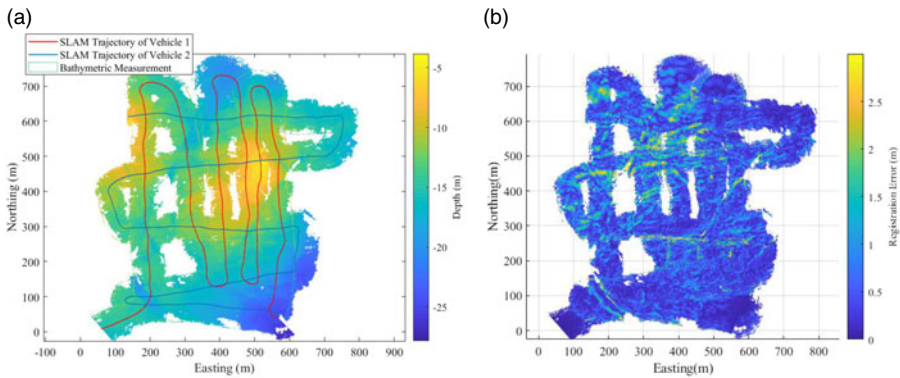 (a)
SLAM Trajectory of Vehicle 1
SLAM Trajectory of Vehicle 2
Bathymetric Measurement
700
600
500
400
300
200
100
0
Northing (m)
-100 0 100 200 300 400 500 600 700 800 900
Easting (m)
-5
-10
-15
-20
-25
Depth (m)
(b)
700
600
500
400
300
200
100
0
Northing(m)
0 100 200 300 400 500 600 700 800
Easting(m)
2.5
2
1.5
1
0.5
0
Registration Error (m)